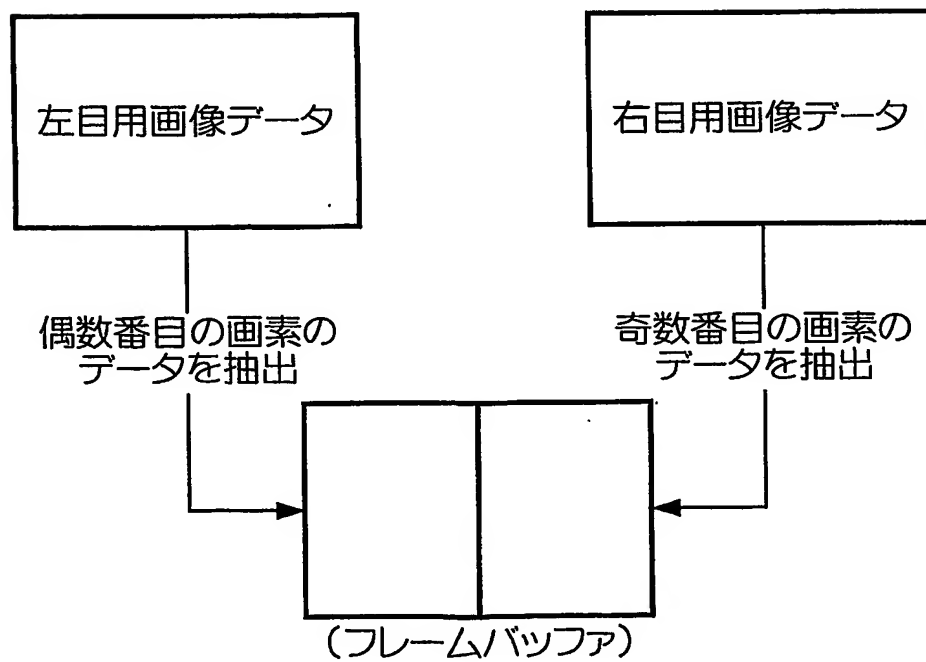 左目用画像データ
右目用画像データ
偶数番目の画素の
データを抽出
奇数番目の画素の
データを抽出
(フレームバッファ)